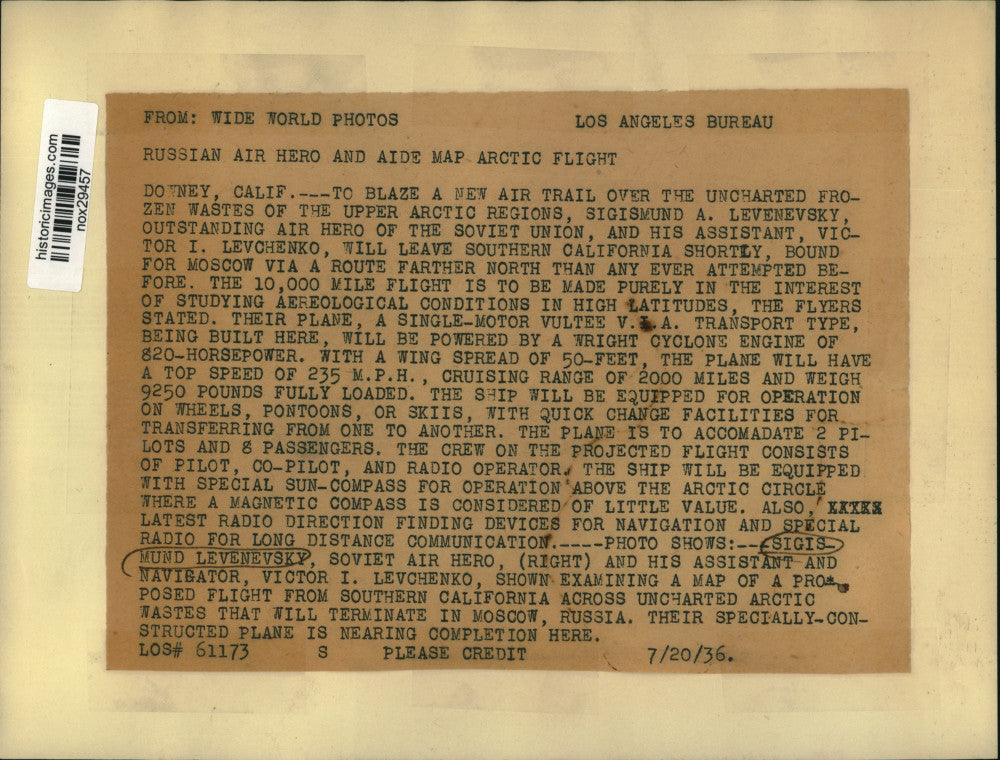 historicimages.com
nox29457
FROM: WIDE WORLD PHOTOS LOS ANGELES BUREAU
RUSSIAN AIR HERO AND AIDE MAP ARCTIC FLIGHT
DOWNEY, CALIF.---TO BLAZE A NEW AIR TRAIL OVER THE UNCHARTED FRO-
ZEN WASTES OF THE UPPER ARCTIC REGIONS, SIGISMUND A. LEVENEVSKY,
OUTSTANDING AIR HERO OF THE SOVIET UNION, AND HIS ASSISTANT, VIC-
TOR I. LEVCHENKO, WILL LEAVE SOUTHERN CALIFORNIA SHORTLY, BOUND
FOR MOSCOW VIA A ROUTE FARTHER NORTH THAN ANY EVER ATTEMPTED BE-
FORE. THE 10,000 MILE FLIGHT IS TO BE MADE PURELY IN THE INTEREST
OF STUDYING AEREOLOGICAL CONDITIONS IN HIGH LATITUDES, THE FLYERS
STATED. THEIR PLANE, A SINGLE-MOTOR VULTEE V.1.A. TRANSPORT TYPE,
BEING BUILT HERE, WILL BE POWERED BY A WRIGHT CYCLONE ENGINE OF
820-HORSEPOWER. WITH A WING SPREAD OF 50-FEET, THE PLANE WILL HAVE
A TOP SPEED OF 235 M.P.H., CRUISING RANGE OF 2000 MILES AND WEIGH
9250 POUNDS FULLY LOADED. THE SHIP WILL BE EQUIPPED FOR OPERATION
ON WHEELS, PONTOONS, OR SKIIS, WITH QUICK CHANGE FACILITIES FOR
TRANSFERRING FROM ONE TO ANOTHER. THE PLANE IS TO ACCOMADATE 2 PI-
LOTS AND 8 PASSENGERS. THE CREW ON THE PROJECTED FLIGHT CONSISTS
OF PILOT, CO-PILOT, AND RADIO OPERATOR. THE SHIP WILL BE EQUIPPED
WITH SPECIAL SUN-COMPASS FOR OPERATION ABOVE THE ARCTIC CIRCLE
WHERE A MAGNETIC COMPASS IS CONSIDERED OF LITTLE VALUE. ALSO, XXXXX
LATEST RADIO DIRECTION FINDING DEVICES FOR NAVIGATION AND SPECIAL
RADIO FOR LONG DISTANCE COMMUNICATION.-----PHOTO SHOWS:---SIGIS-
MUND LEVENEVSKY, SOVIET AIR HERO, (RIGHT) AND HIS ASSISTANT AND
NAVIGATOR, VICTOR I. LEVCHENKO, SHOWN EXAMINING A MAP OF A PRO-
POSED FLIGHT FROM SOUTHERN CALIFORNIA ACROSS UNCHARTED ARCTIC
WASTES THAT WILL TERMINATE IN MOSCOW, RUSSIA. THEIR SPECIALLY-CON-
STRUCTED PLANE IS NEARING COMPLETION HERE.
LOS# 61173 S PLEASE CREDIT 7/20/36.